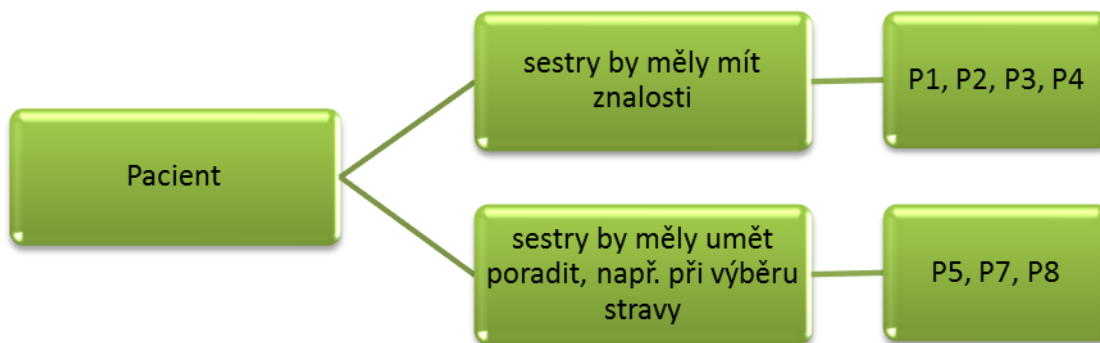 sestry by měly mít
znalosti
P1, P2, P3, P4
Pacient
sestry by měly umět
poradit, např. při výběru
stravy
P5, P7, P8